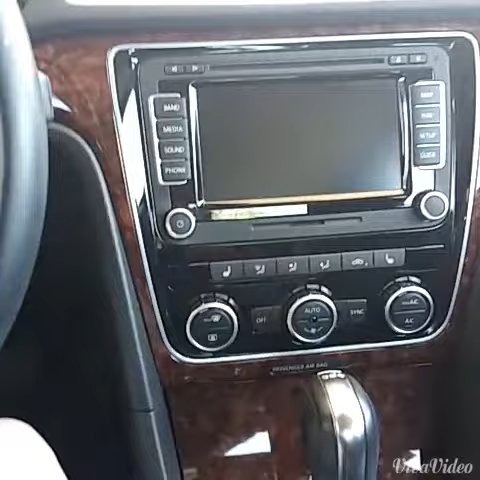 BAND
MEDIA
SOUND
PHONE
MAP
NAV
SETUP
GUIDE
OFF
AUTO
SYNC
A/C
A/C
PASSENGER AIR BAG
VivaVideo